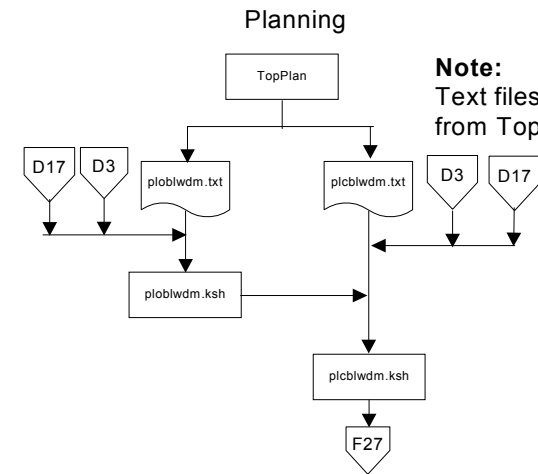 Planning
TopPlan
Note:
Text files
from Top
D17
D3
ploblwdm.txt
plcblwdm.txt
D3
D17
ploblwdm.ksh
plcblwdm.ksh
F27